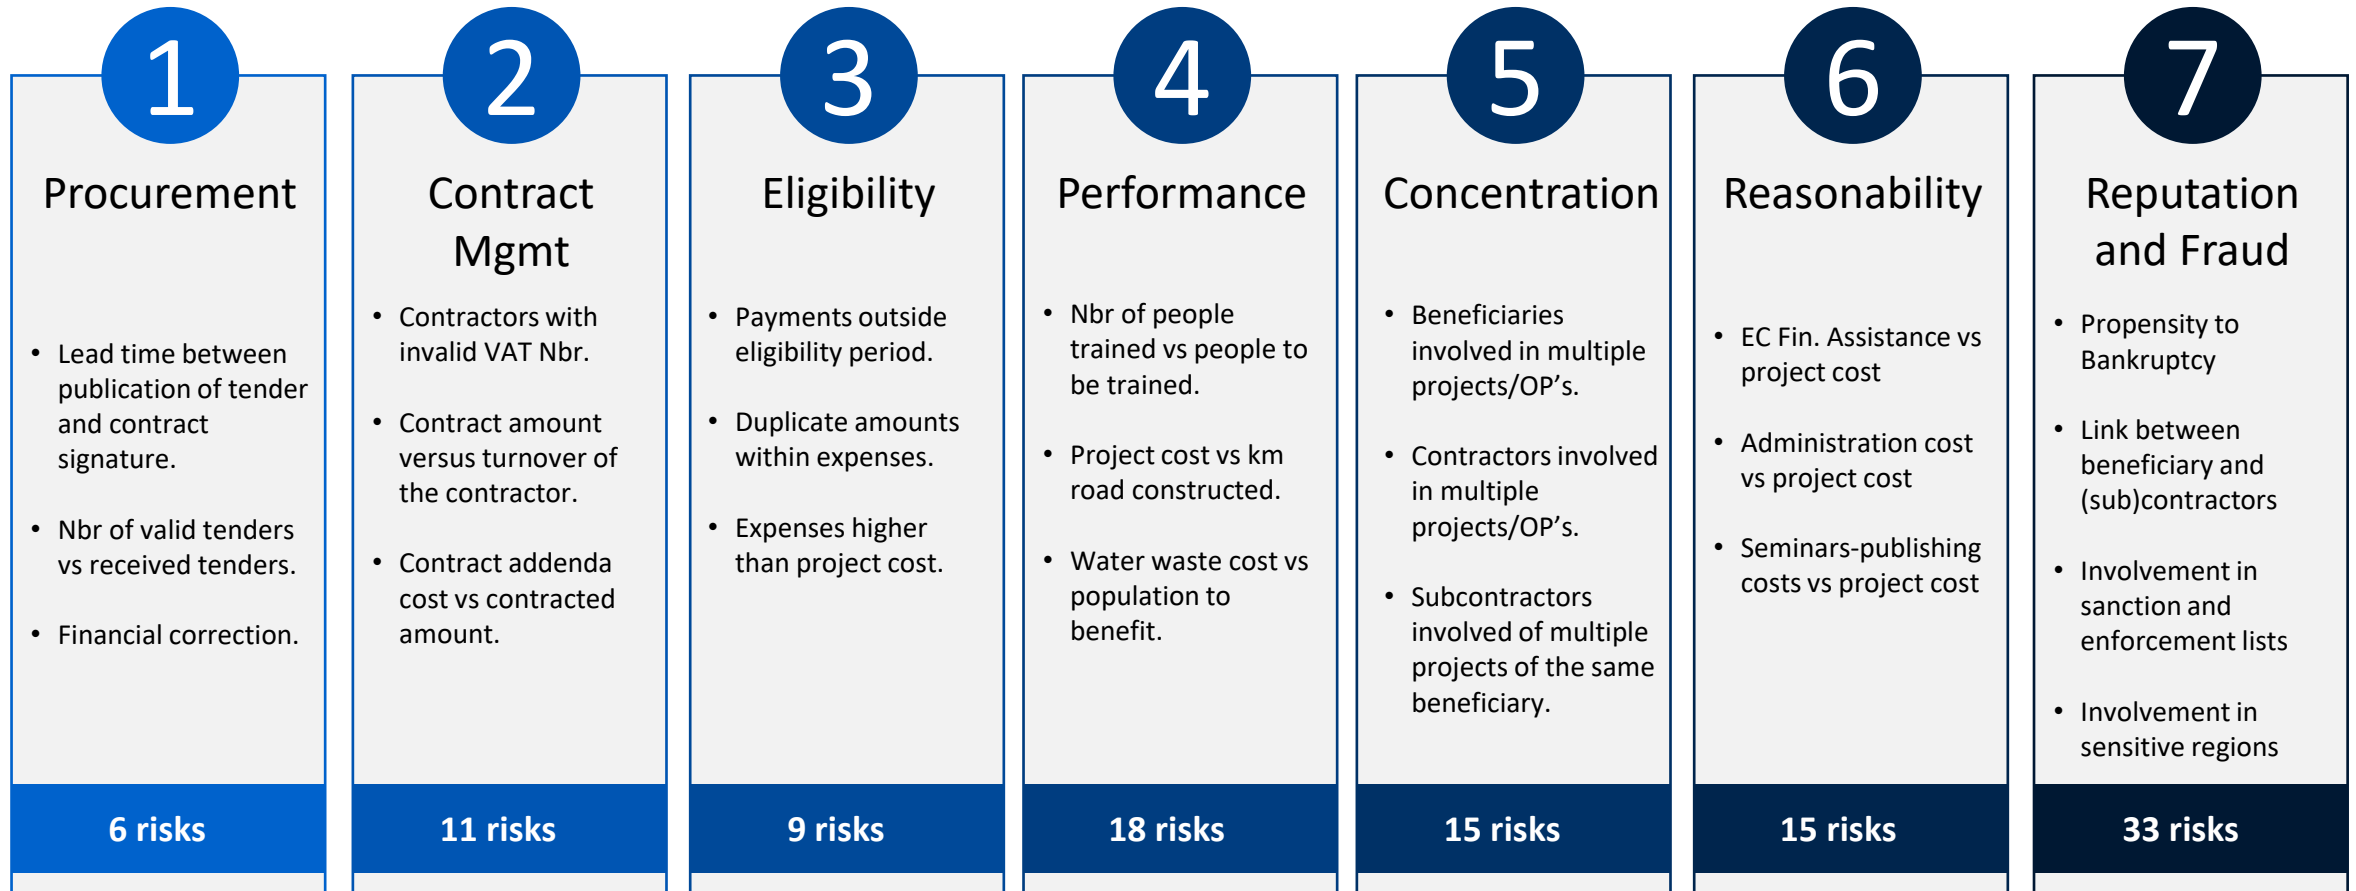 1
Procurement
• Lead time between
publication of tender
and contract
signature.
• Nbr of valid tenders
vs received tenders.
• Financial correction.
6 risks
2
Contract
Mgmt
• Contractors with
invalid VAT Nbr.
• Contract amount
versus turnover of
the contractor.
• Contract addenda
cost vs contracted
amount.
11 risks
3
Eligibility
• Payments outside
eligibility period.
• Duplicate amounts
within expenses.
• Expenses higher
than project cost.
9 risks
4
Performance
• Nbr of people
trained vs people to
be trained.
• Project cost vs km
road constructed.
• Water waste cost vs
population to
benefit.
18 risks
5
Concentration
• Beneficiaries
involved in multiple
projects/OP’s.
• Contractors involved
in multiple
projects/OP’s.
• Subcontractors
involved of multiple
projects of the same
beneficiary.
15 risks
6
Reasonability
• EC Fin. Assistance vs
project cost
• Administration cost
vs project cost
• Seminars-publishing
costs vs project cost
15 risks
7
Reputation
and Fraud
• Propensity to
Bankruptcy
• Link between
beneficiary and
(sub)contractors
• Involvement in
sanction and
enforcement lists
• Involvement in
sensitive regions
33 risks